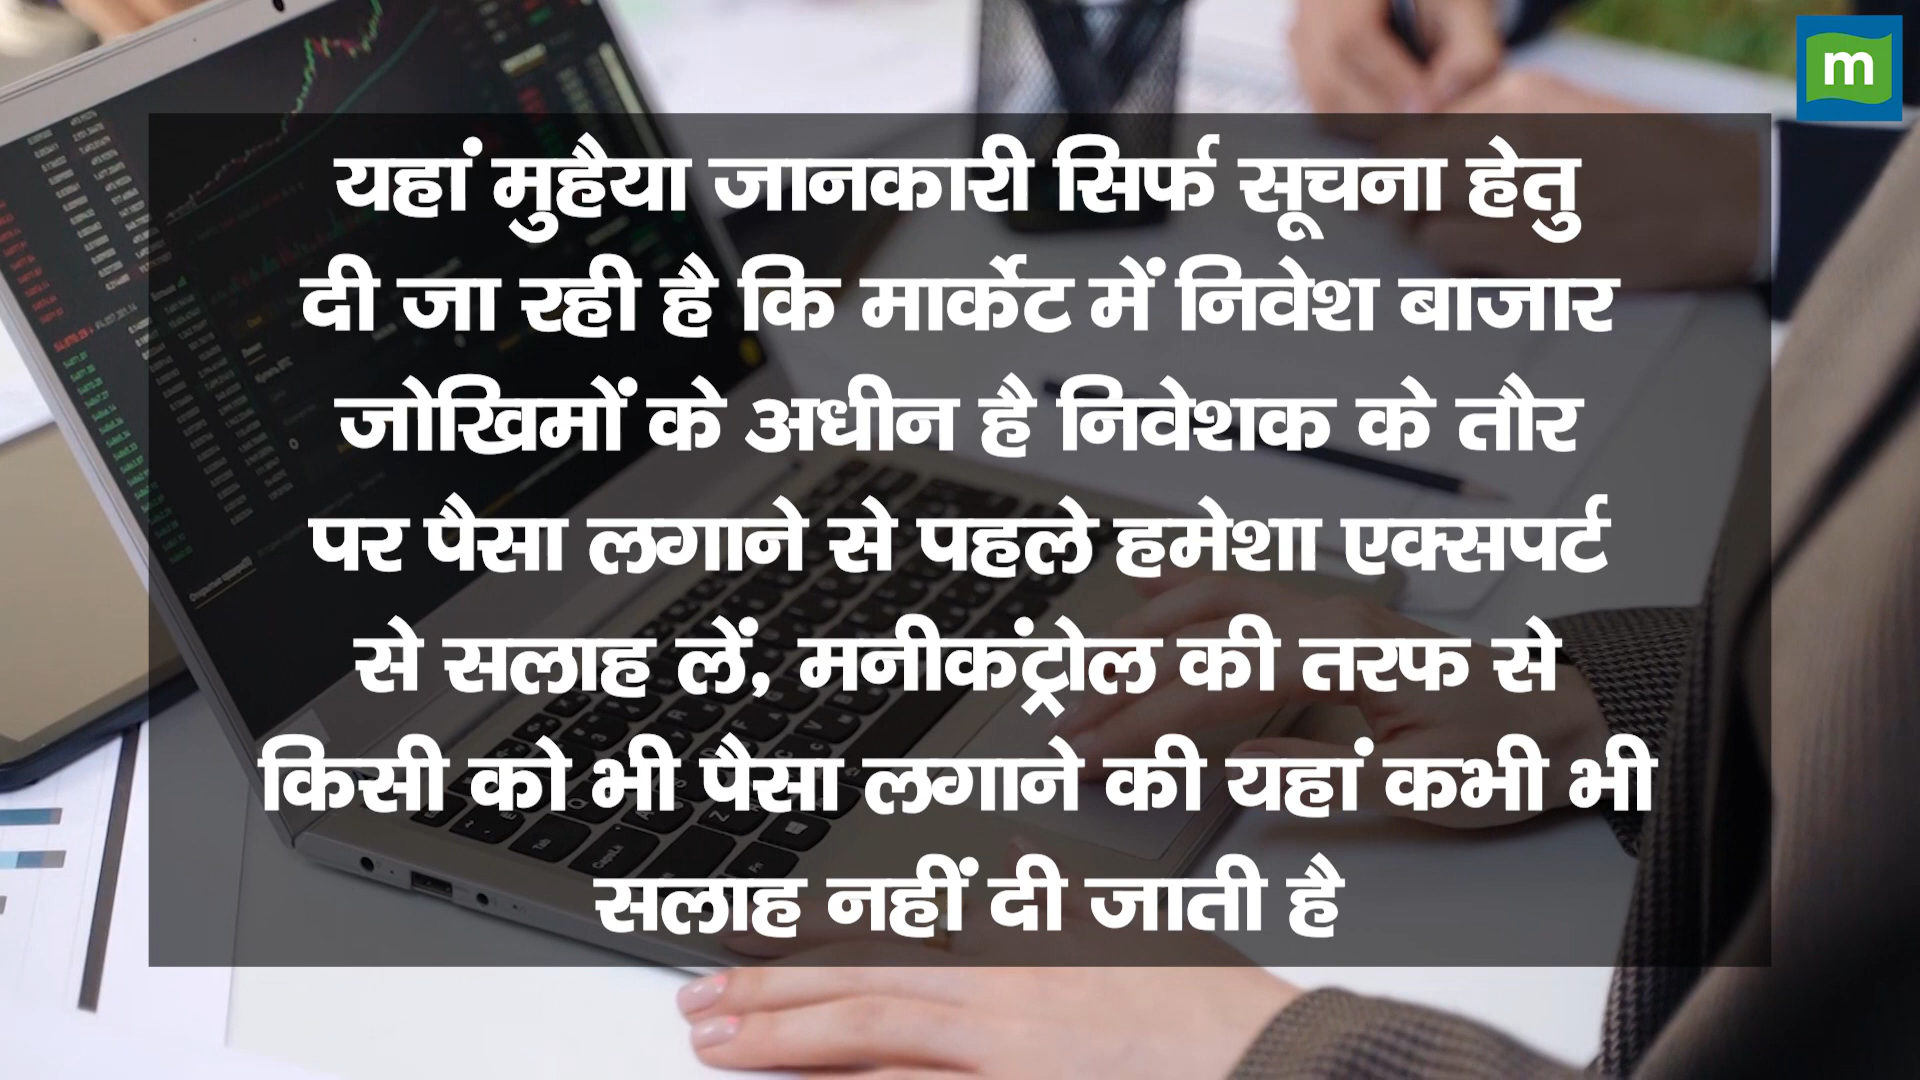 m
यहां मुहैया जानकारी सिर्फ सूचना हेतु
दी जा रही है कि मार्केट में निवेश बाजार
जोखिमों के अधीन है निवेशक के तौर
पर पैसा लगाने से पहले हमेशा एक्सपर्ट
से सलाह लें, मनीकंट्रोल की तरफ से
किसी को भी पैसा लगाने की यहां कभी भी
सलाह नहीं दी जाती है